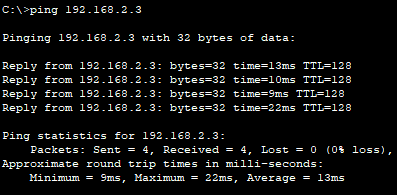 C:\>ping 192.168.2.3
Pinging 192.168.2.3 with 32 bytes of data:
Reply from 192.168.2.3: bytes=32 time=13ms TTL=128
Reply from 192.168.2.3: bytes=32 time=10ms TTL=128
Reply from 192.168.2.3: bytes=32 time=9ms TTL=128
Reply from 192.168.2.3: bytes=32 time=22ms TTL=128
Ping statistics for 192.168.2.3:
Packets: Sent = 4, Received = 4, Lost = 0 (0% loss),
Approximate round trip times in milli-seconds:
Minimum = 9ms, Maximum = 22ms, Average = 13ms